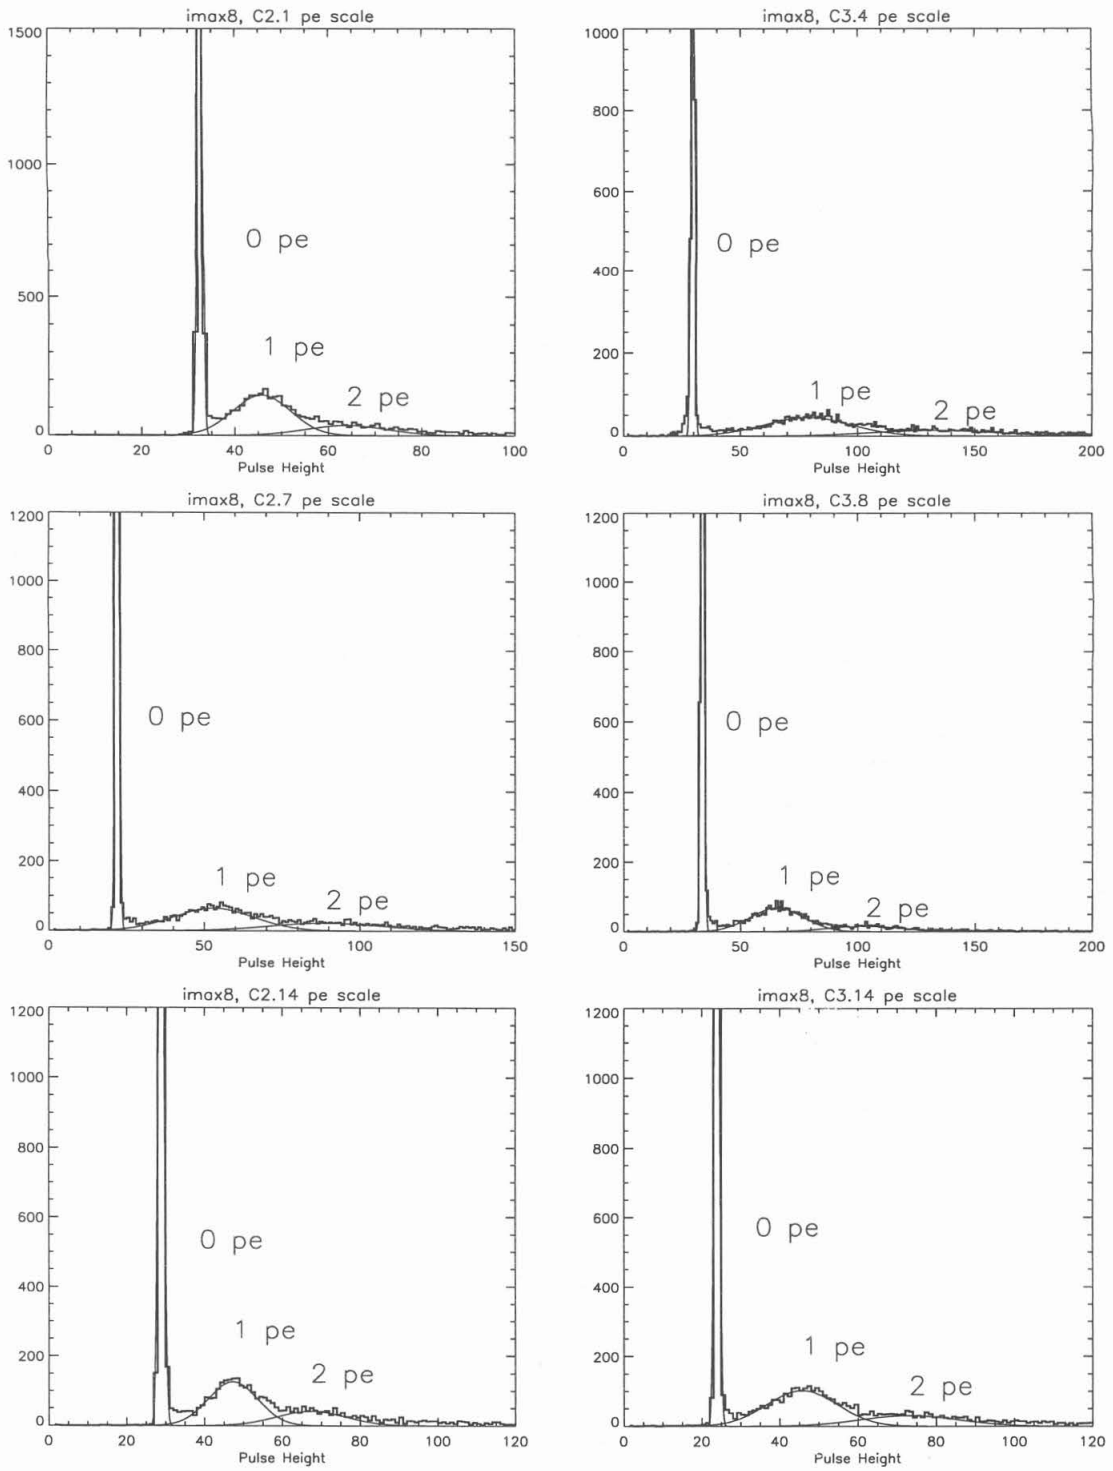 imax8, C2.1 pe scale
1500
1000
500
0
0 pe
1 pe
2 pe
0 20 40 60 80 100
Pulse Height
imax8, C3.4 pe scale
1000
800
600
400
200
0
0 pe
1 pe
2 pe
0 50 100 150 200
Pulse Height
imax8, C2.7 pe scale
1200
1000
800
600
400
200
0
0 pe
1 pe
2 pe
0 50 100 150
Pulse Height
imax8, C3.8 pe scale
1200
1000
800
600
400
200
0
0 pe
1 pe
2 pe
0 50 100 150 200
Pulse Height
imax8, C2.14 pe scale
1200
1000
800
600
400
200
0
0 pe
1 pe
2 pe
0 20 40 60 80 100 120
Pulse Height
imax8, C3.14 pe scale
1200
1000
800
600
400
200
0
0 pe
1 pe
2 pe
0 20 40 60 80 100 120
Pulse Height